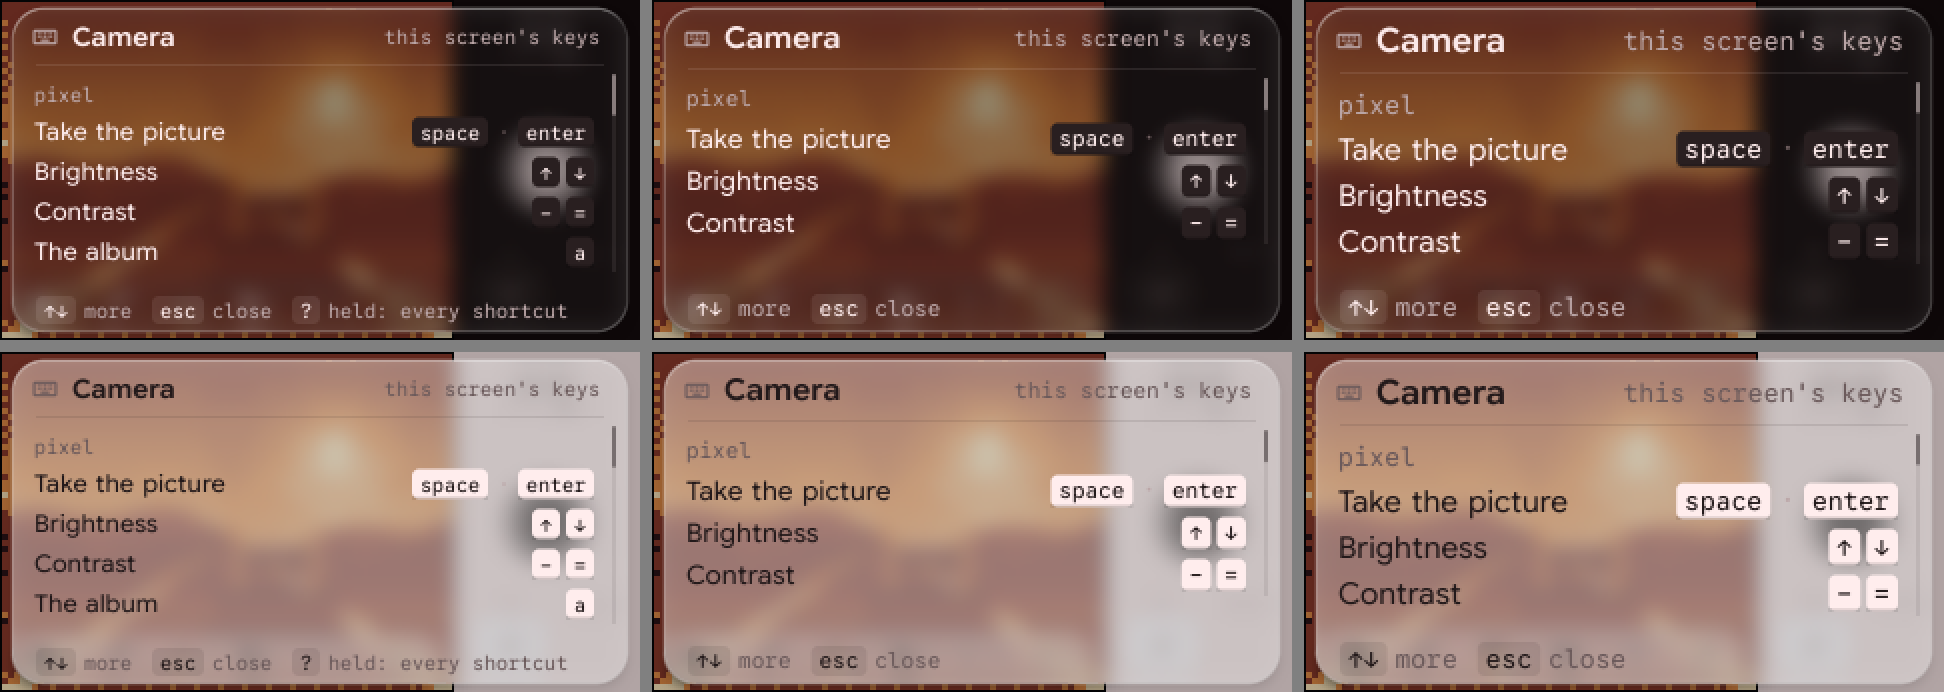 Camera this screen's keys
pixel
Take the picture space · enter
Brightness ↑ ↓
Contrast - =
The album a
↑↓ more esc close ? held: every shortcut
Camera this screen's keys
pixel
Take the picture space · enter
Brightness ↑ ↓
Contrast - =
↑↓ more esc close
Camera this screen's keys
pixel
Take the picture space · enter
Brightness ↑ ↓
Contrast - =
↑↓ more esc close
Camera this screen's keys
pixel
Take the picture space · enter
Brightness ↑ ↓
Contrast - =
The album a
↑↓ more esc close ? held: every shortcut
Camera this screen's keys
pixel
Take the picture space · enter
Brightness ↑ ↓
Contrast - =
↑↓ more esc close
Camera this screen's keys
pixel
Take the picture space · enter
Brightness ↑ ↓
Contrast - =
↑↓ more esc close